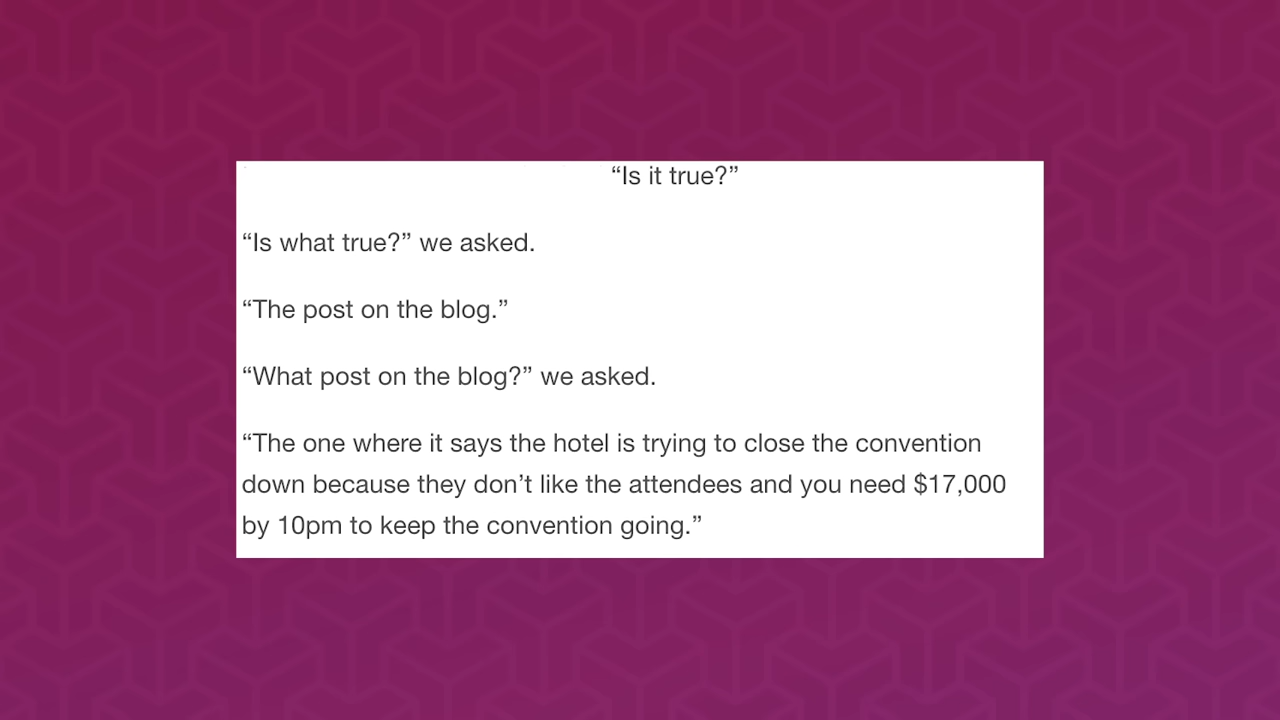 “Is it true?”
“Is what true?” we asked.
“The post on the blog.”
“What post on the blog?” we asked.
“The one where it says the hotel is trying to close the convention
down because they don’t like the attendees and you need $17,000
by 10pm to keep the convention going.”